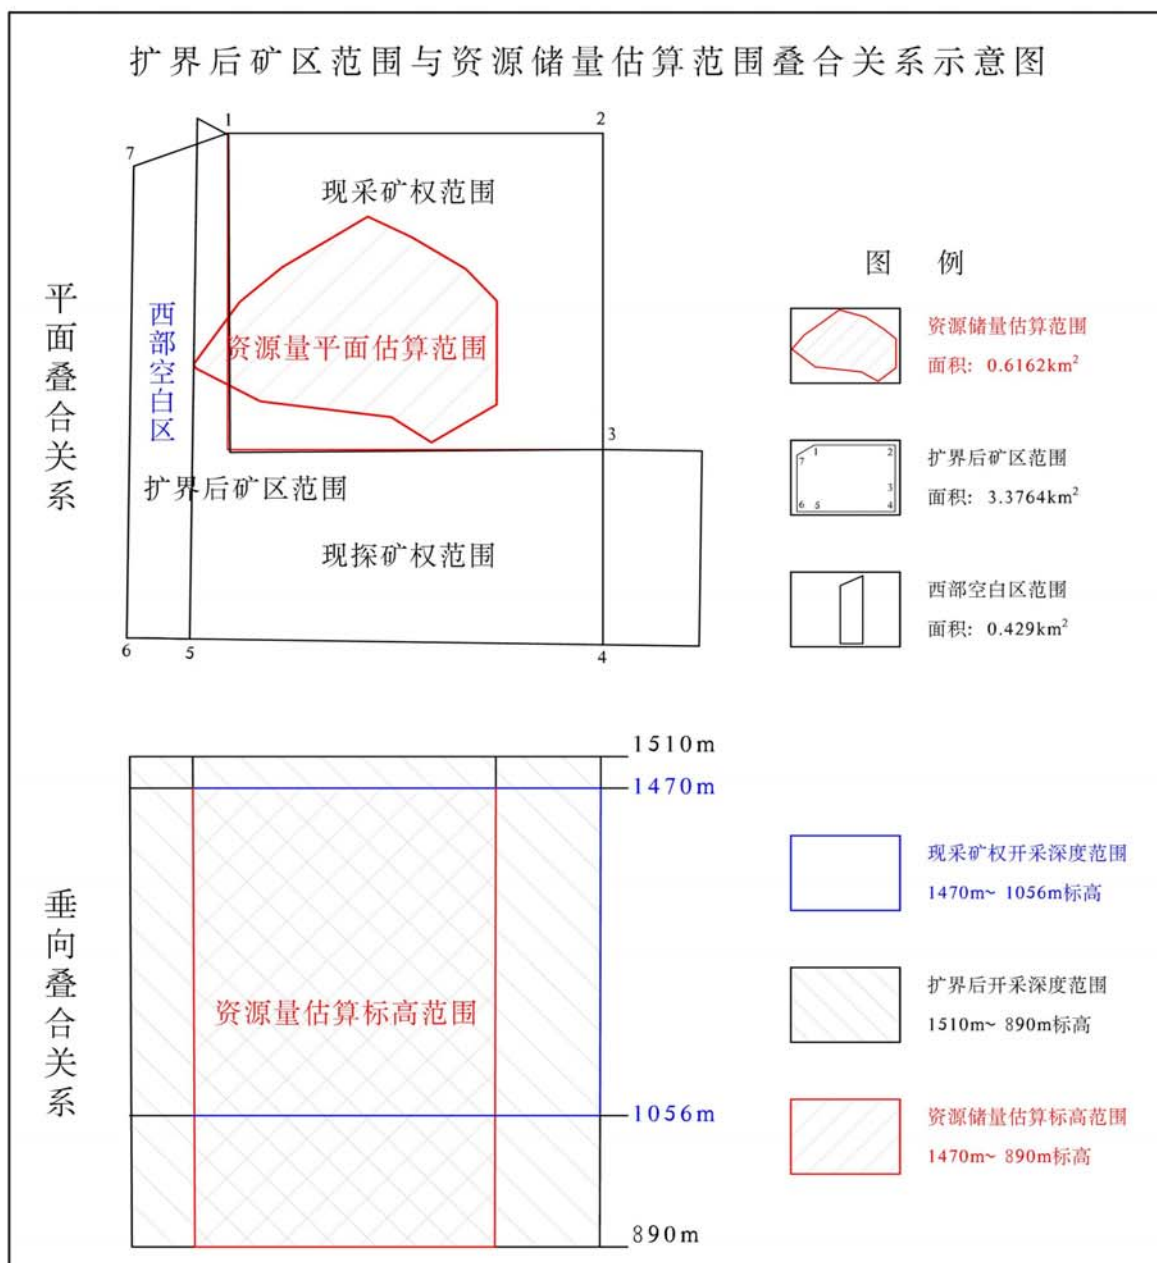 扩界后矿区范围与资源储量估算范围叠合关系示意图
平面叠合关系
1
2
7
现采矿权范围
西部空白区
资源量平面估算范围
3
扩界后矿区范围
现探矿权范围
6
5
4
图 例
资源储量估算范围
面积: 0.6162km²
1
2
7
3
6
5
4
扩界后矿区范围
面积: 3.3764km²
西部空白区范围
面积: 0.429km²
垂向叠合关系
1510m
1470m
资源量估算标高范围
1056m
890m
现采矿权开采深度范围
1470m~ 1056m标高
扩界后开采深度范围
1510m~ 890m标高
资源储量估算标高范围
1470m~ 890m标高